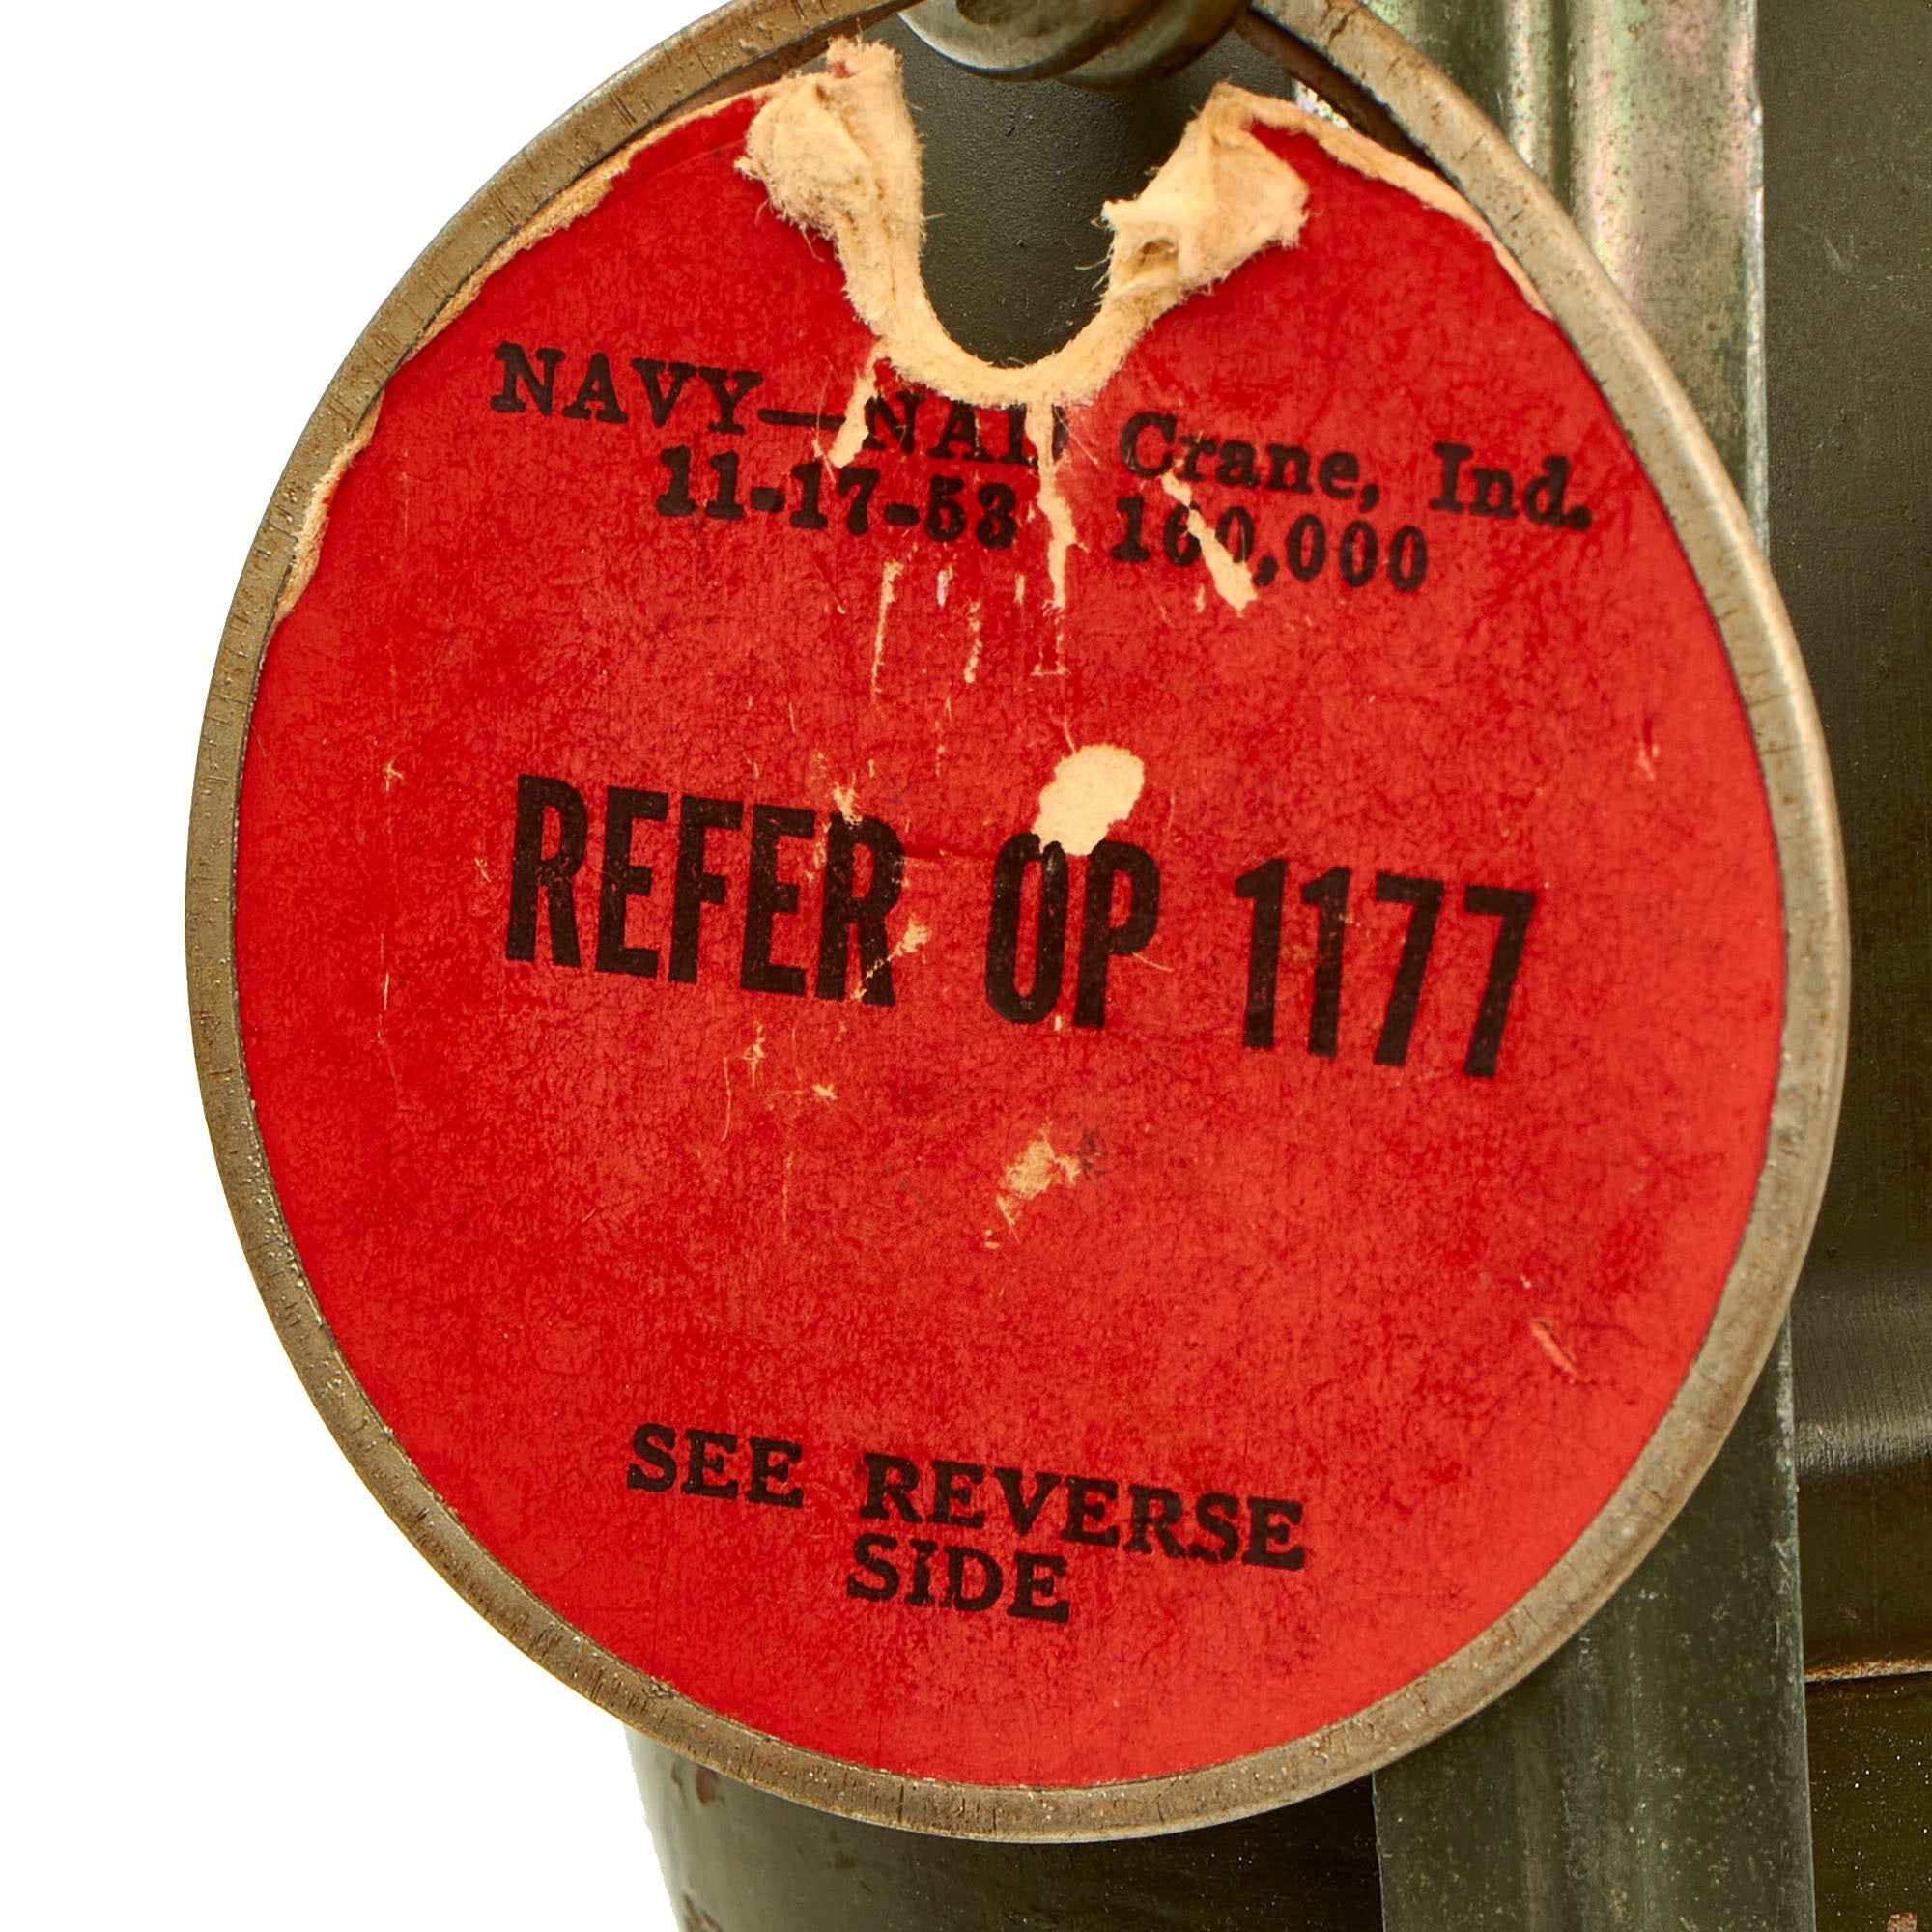 NAVY—NAD Crane, Ind.
11-17-53 160,000
REFER OP 1177
SEE REVERSE
SIDE